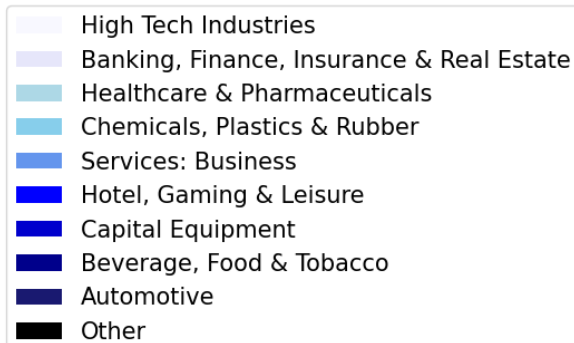 High Tech Industries
Banking, Finance, Insurance & Real Estate
Healthcare & Pharmaceuticals
Chemicals, Plastics & Rubber
Services: Business
Hotel, Gaming & Leisure
Capital Equipment
Beverage, Food & Tobacco
Automotive
Other